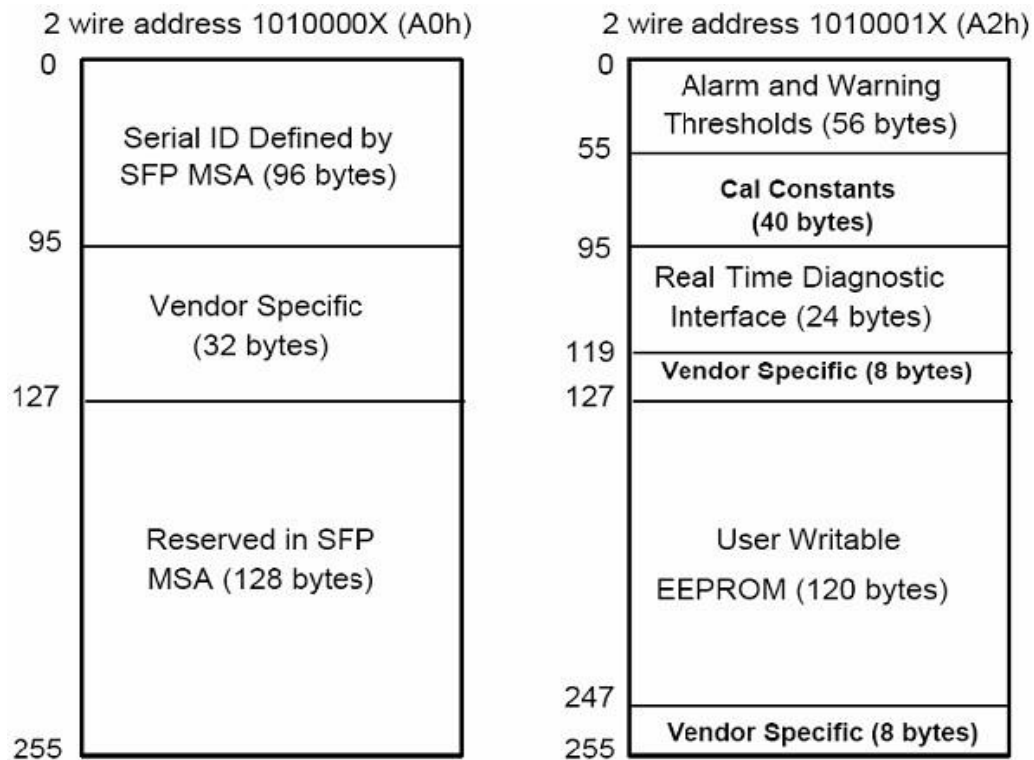 2 wire address 1010000X (A0h)
0
Serial ID Defined by
SFP MSA (96 bytes)
95
Vendor Specific
(32 bytes)
127
Reserved in SFP
MSA (128 bytes)
255
2 wire address 1010001X (A2h)
0
Alarm and Warning
Thresholds (56 bytes)
55
Cal Constants
(40 bytes)
95
Real Time Diagnostic
Interface (24 bytes)
119
Vendor Specific (8 bytes)
127
User Writable
EEPROM (120 bytes)
247
Vendor Specific (8 bytes)
255